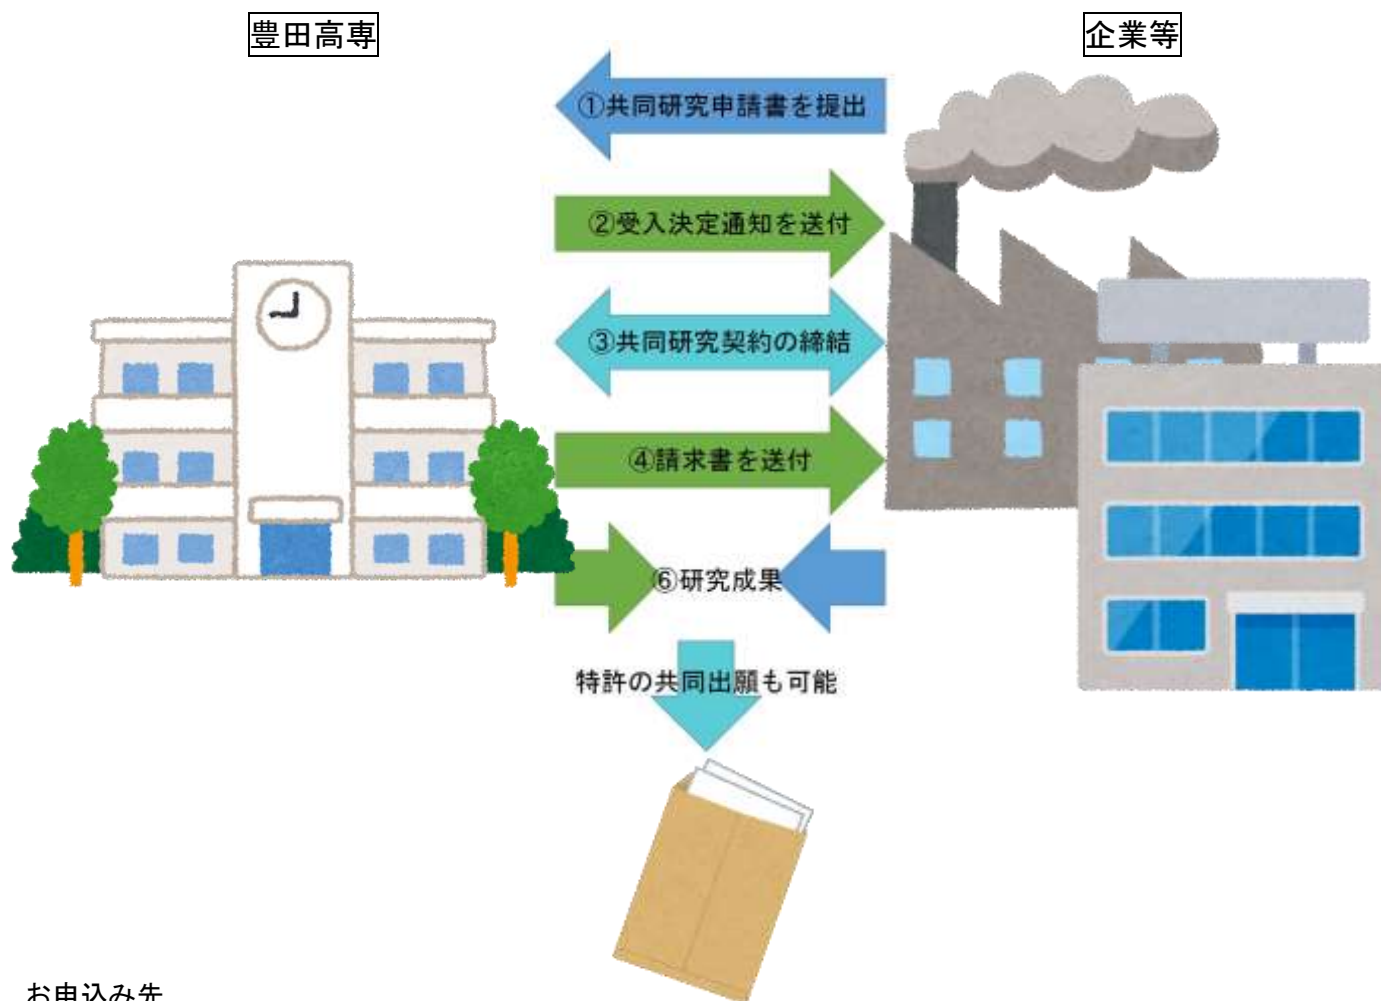 豊田高専
企業等
①共同研究申請書を提出
②受入決定通知を送付
③共同研究契約の締結
④請求書を送付
⑥研究成果
特許の共同出願も可能
お申込み先